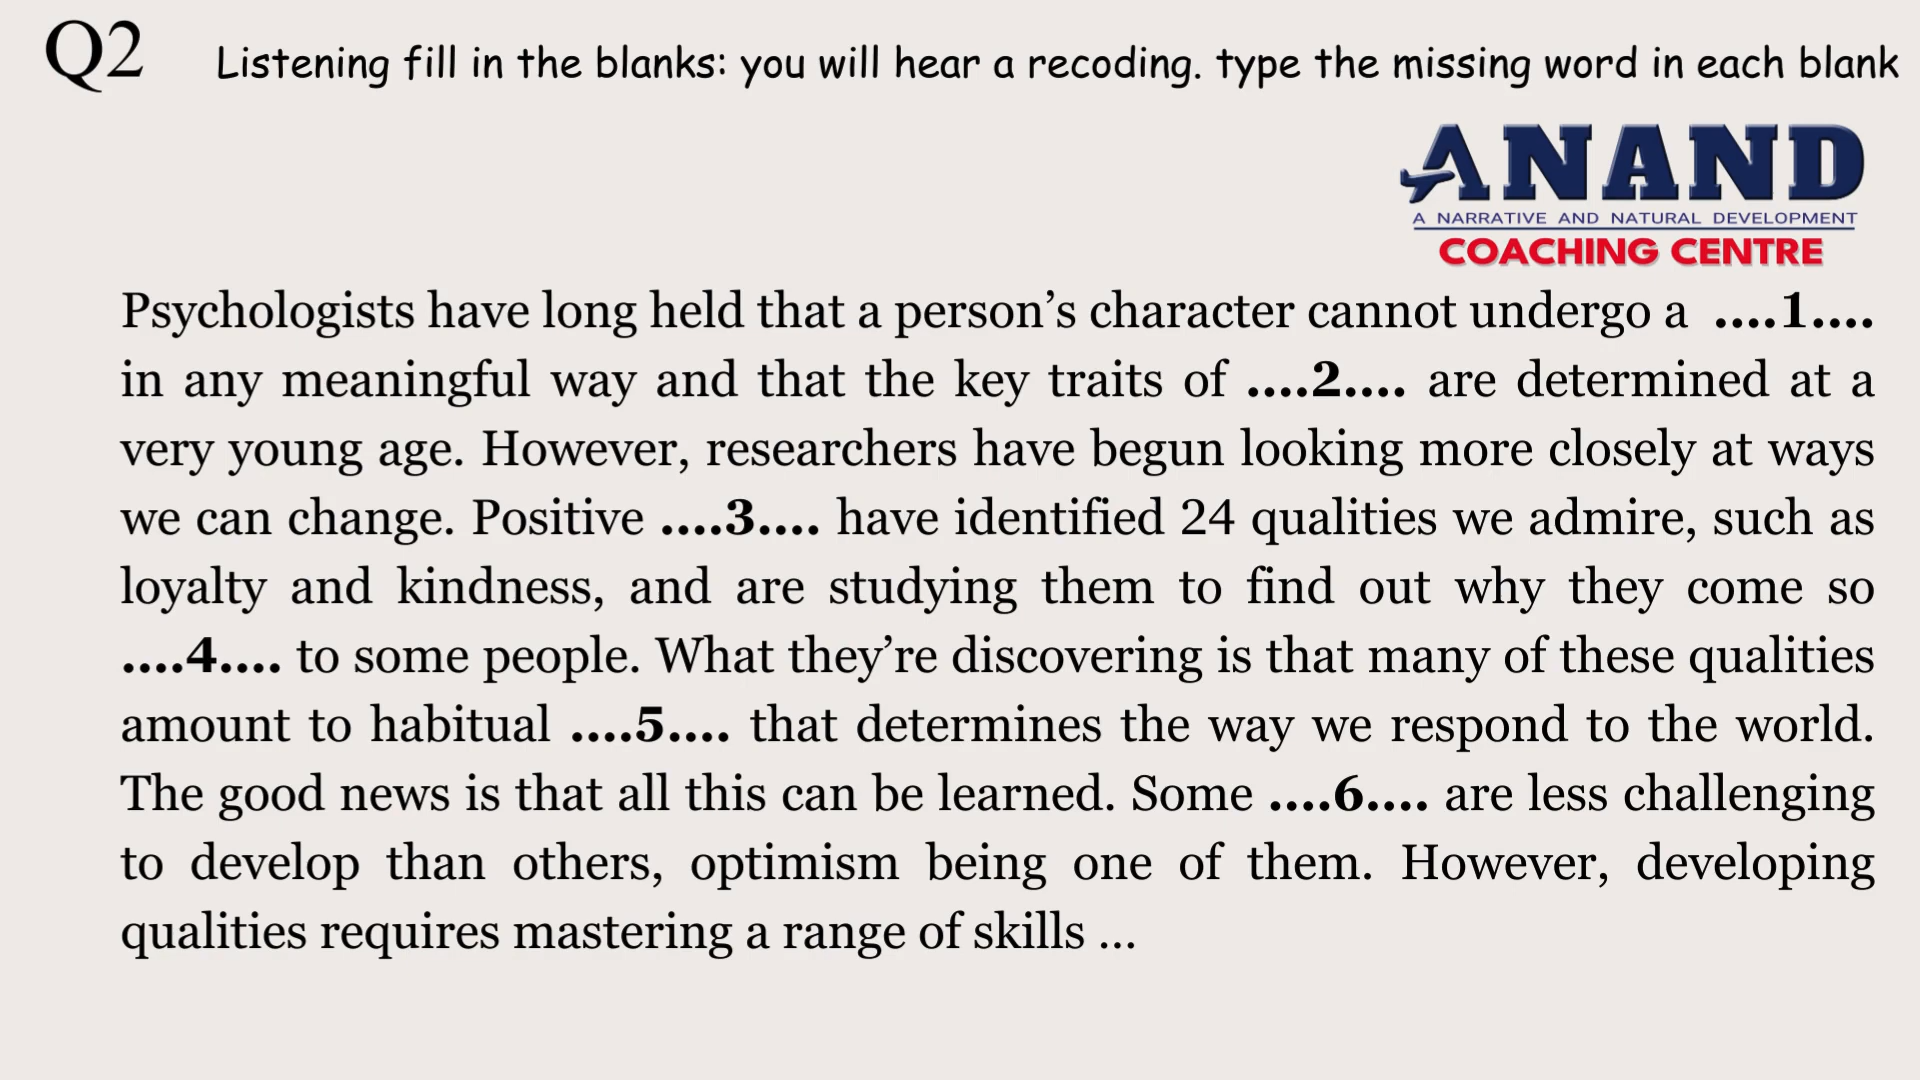 Q2 Listening fill in the blanks: you will hear a recoding. type the missing word in each blank
ANAND
A NARRATIVE AND NATURAL DEVELOPMENT
COACHING CENTRE
Psychologists have long held that a person’s character cannot undergo a ....1....
in any meaningful way and that the key traits of ....2.... are determined at a
very young age. However, researchers have begun looking more closely at ways
we can change. Positive ....3.... have identified 24 qualities we admire, such as
loyalty and kindness, and are studying them to find out why they come so
....4.... to some people. What they’re discovering is that many of these qualities
amount to habitual ....5.... that determines the way we respond to the world.
The good news is that all this can be learned. Some ....6.... are less challenging
to develop than others, optimism being one of them. However, developing
qualities requires mastering a range of skills ...